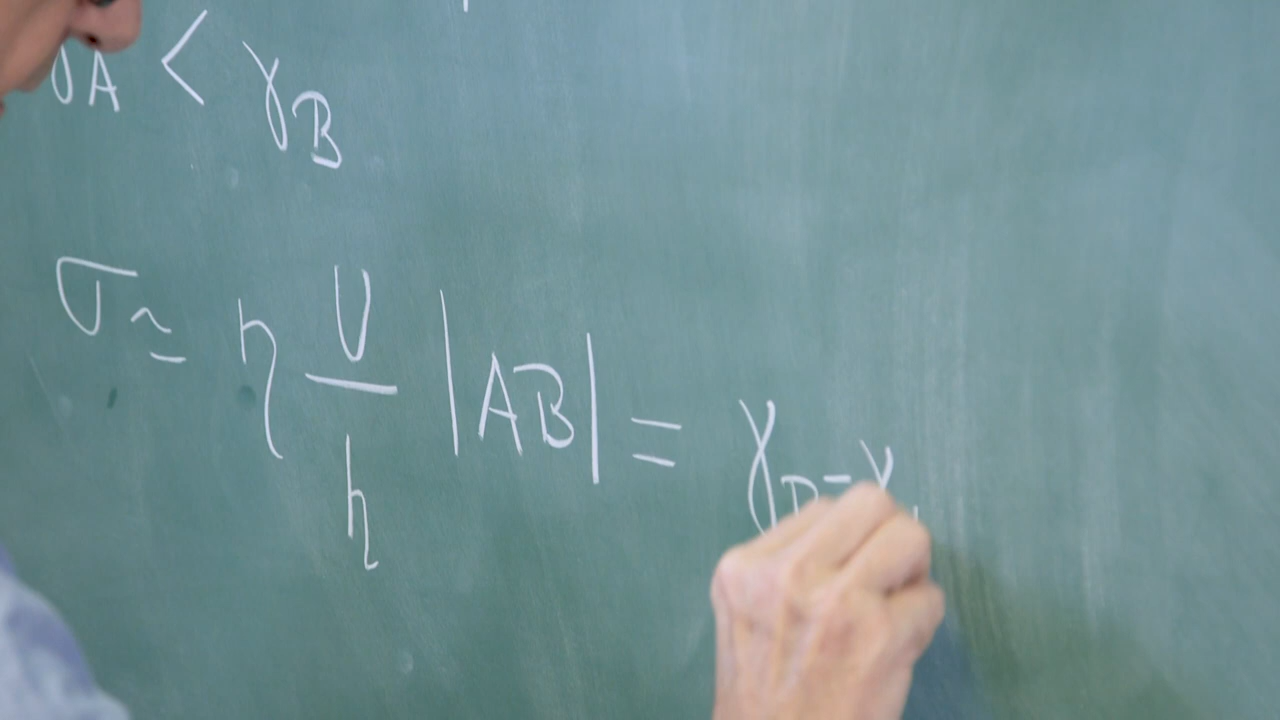 γA < γB
σ ≃ η U/h |AB| = γB - γ